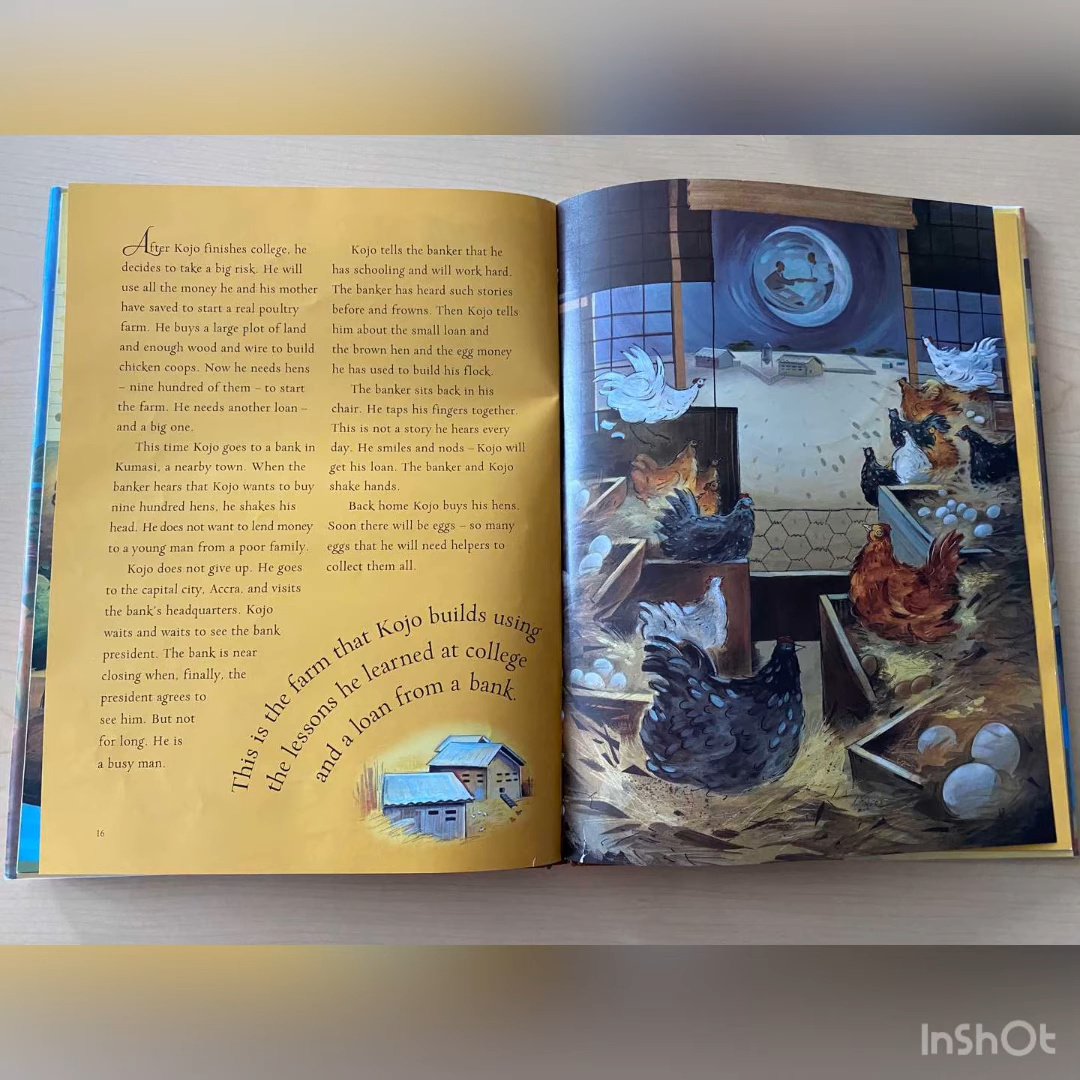 After Kojo finishes college, he
decides to take a big risk. He will
use all the money he and his mother
have saved to start a real poultry
farm. He buys a large plot of land
and enough wood and wire to build
chicken coops. Now he needs hens
– nine hundred of them – to start
the farm. He needs another loan –
and a big one.
This time Kojo goes to a bank in
Kumasi, a nearby town. When the
banker hears that Kojo wants to buy
nine hundred hens, he shakes his
head. He does not want to lend money
to a young man from a poor family.
Kojo does not give up. He goes
to the capital city, Accra, and visits
the bank's headquarters. Kojo
waits and waits to see the bank
president. The bank is near
closing when, finally, the
president agrees to
see him. But not
for long. He is
a busy man.
Kojo tells the banker that he
has schooling and will work hard.
The banker has heard such stories
before and frowns. Then Kojo tells
him about the small loan and
the brown hen and the egg money
he has used to build his flock.
The banker sits back in his
chair. He taps his fingers together.
This is not a story he hears every
day. He smiles and nods – Kojo will
get his loan. The banker and Kojo
shake hands.
Back home Kojo buys his hens.
Soon there will be eggs – so many
eggs that he will need helpers to
collect them all.
This is the farm that Kojo builds using
the lessons he learned at college
and a loan from a bank.
16
InShOt